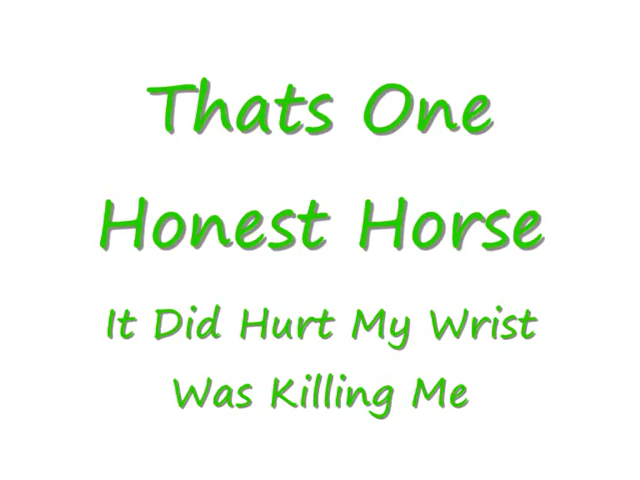 Thats One
Honest Horse
It Did Hurt My Wrist
Was Killing Me